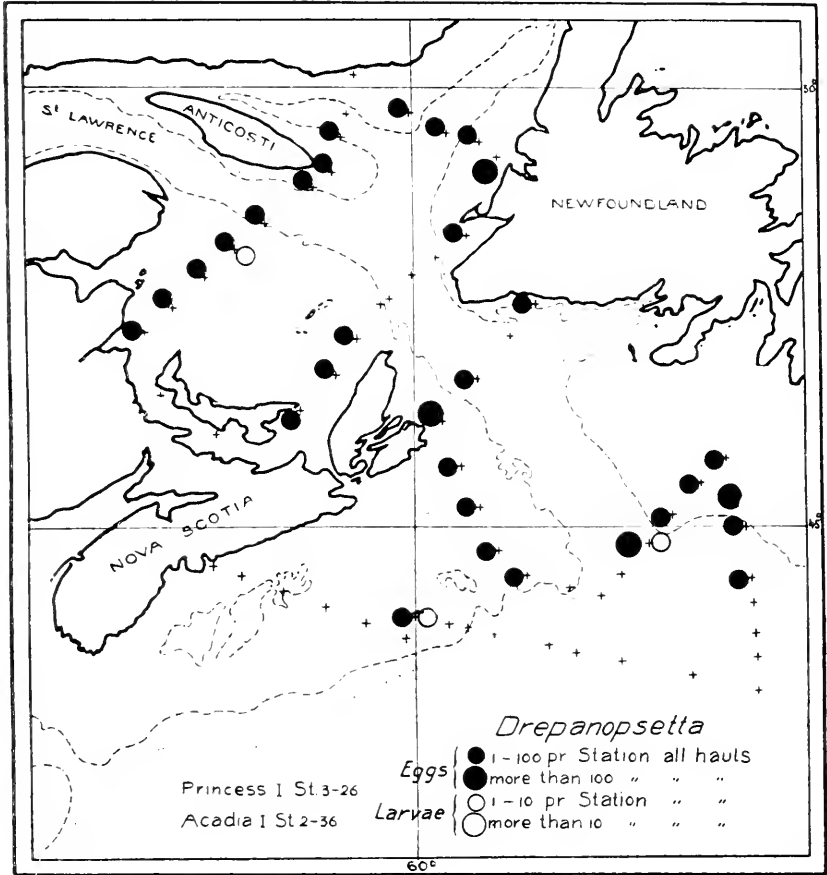 50°
ANTICOSTI
St LAWRENCE
NEWFOUNDLAND
NOVA SCOTIA
45°
Drepanopsetta
Eggs
1-100 pr Station all hauls
more than 100 " " "
Larvae
1-10 pr Station " "
more than 10 " " "
Princess I St. 3-26
Acadia I St 2-36
60°